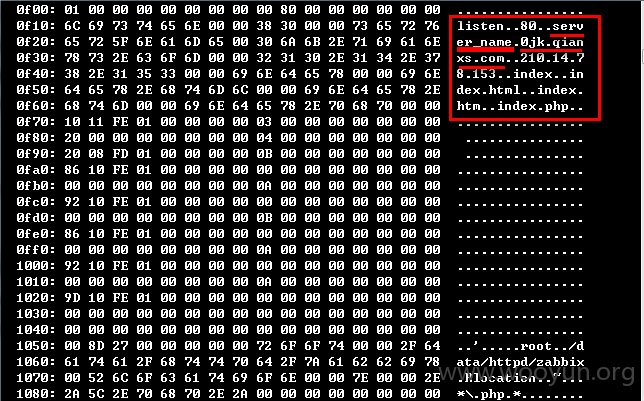 0f00: 01 00 00 00 00 00 00 00 80 00 00 00 00 00 00 00 ................
0f10: 6C 69 73 74 65 6E 00 00 38 30 00 00 73 65 72 76 listen..80..serv
0f20: 65 72 5F 6E 61 6D 65 00 30 6A 6B 2E 71 69 61 6E er_name.0jk.qian
0f30: 78 73 2E 63 6F 6D 00 00 32 31 30 2E 31 34 2E 37 xs.com..210.14.7
0f40: 38 2E 31 35 33 00 00 69 6E 64 65 78 00 00 69 6E 8.153..index..in
0f50: 64 65 78 2E 68 74 6D 6C 00 00 69 6E 64 65 78 2E dex.html..index.
0f60: 68 74 6D 00 00 69 6E 64 65 78 2E 70 68 70 00 00 htm..index.php..
0f70: 10 11 FE 01 00 00 00 00 03 00 00 00 00 00 00 00 ................
0f80: 20 00 00 00 00 00 00 00 04 00 00 00 00 00 00 00 ...............
0f90: 20 08 FD 01 00 00 00 00 0B 00 00 00 00 00 00 00 ...............
0fa0: 86 10 FE 01 00 00 00 00 00 00 00 00 00 00 00 00 ................
0fb0: 00 00 00 00 00 00 00 00 0A 00 00 00 00 00 00 00 ................
0fc0: 92 10 FE 01 00 00 00 00 00 00 00 00 00 00 00 00 ................
0fd0: 00 00 00 00 00 00 00 00 0B 00 00 00 00 00 00 00 ................
0fe0: 86 10 FE 01 00 00 00 00 00 00 00 00 00 00 00 00 ................
0ff0: 00 00 00 00 00 00 00 00 0A 00 00 00 00 00 00 00 ................
1000: 92 10 FE 01 00 00 00 00 00 00 00 00 00 00 00 00 ................
1010: 00 00 00 00 00 00 00 00 0A 00 00 00 00 00 00 00 ................
1020: 9D 10 FE 01 00 00 00 00 00 00 00 00 00 00 00 00 ................
1030: 00 00 00 00 00 00 00 00 00 00 00 00 00 00 00 00 ................
1040: 00 00 00 00 00 00 00 00 00 00 00 00 00 00 00 00 ................
1050: 00 8D 27 00 00 00 00 00 72 6F 6F 74 00 00 2F 64 ..'.....root../d
1060: 61 74 61 2F 68 74 74 70 64 2F 7A 61 62 62 69 78 ata/httpd/zabbix
1070: 00 52 6C 6F 63 61 74 69 6F 6E 00 00 7E 00 00 2E .Rlocation..~...
1080: 2A 5C 2E 70 68 70 2E 2A 00 00 00 00 00 00 00 00 *\.php.*........
www.wooyun.org